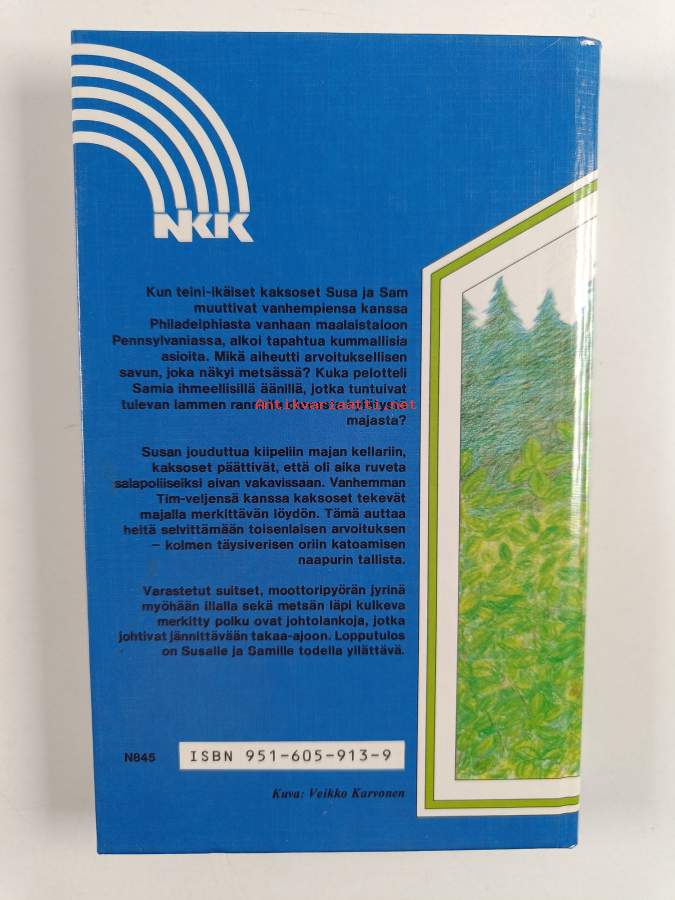 NKK
Kun teini-ikäiset kaksoset Susa ja Sam
muuttivat vanhempiensa kanssa
Philadelphiasta vanhaan maalaistaloon
Pennsylvaniassa, alkoi tapahtua kummallisia
asioita. Mikä aiheutti arvoituksellisen
savun, joka näkyi metsässä? Kuka pelotteli
Samia ihmeellisillä äänillä, jotka tuntuivat
tulevan lammen
Antikvariaatti.net
majasta?
Susan jouduttua kiipeliin majan kellariin,
kaksoset päättivät, että oli aika ruveta
salapoliiseiksi aivan vakavissaan. Vanhemman
Tim-veljensä kanssa kaksoset tekevät
majalla merkittävän löydön. Tämä auttaa
heitä selvittämään toisenlaisen arvoituksen
– kolmen täysiverisen oriin katoamisen
naapurin tallista.
Varastetut suitset, moottoripyörän jyrinä
myöhään illalla sekä metsän läpi kulkeva
merkitty polku ovat johtolankoja, jotka
johtivat jännittävään takaa-ajoon. Lopputulos
on Susalle ja Samille todella yllättävä.
N845
ISBN 951-605-913-9
Kuva: Veikko Karvonen